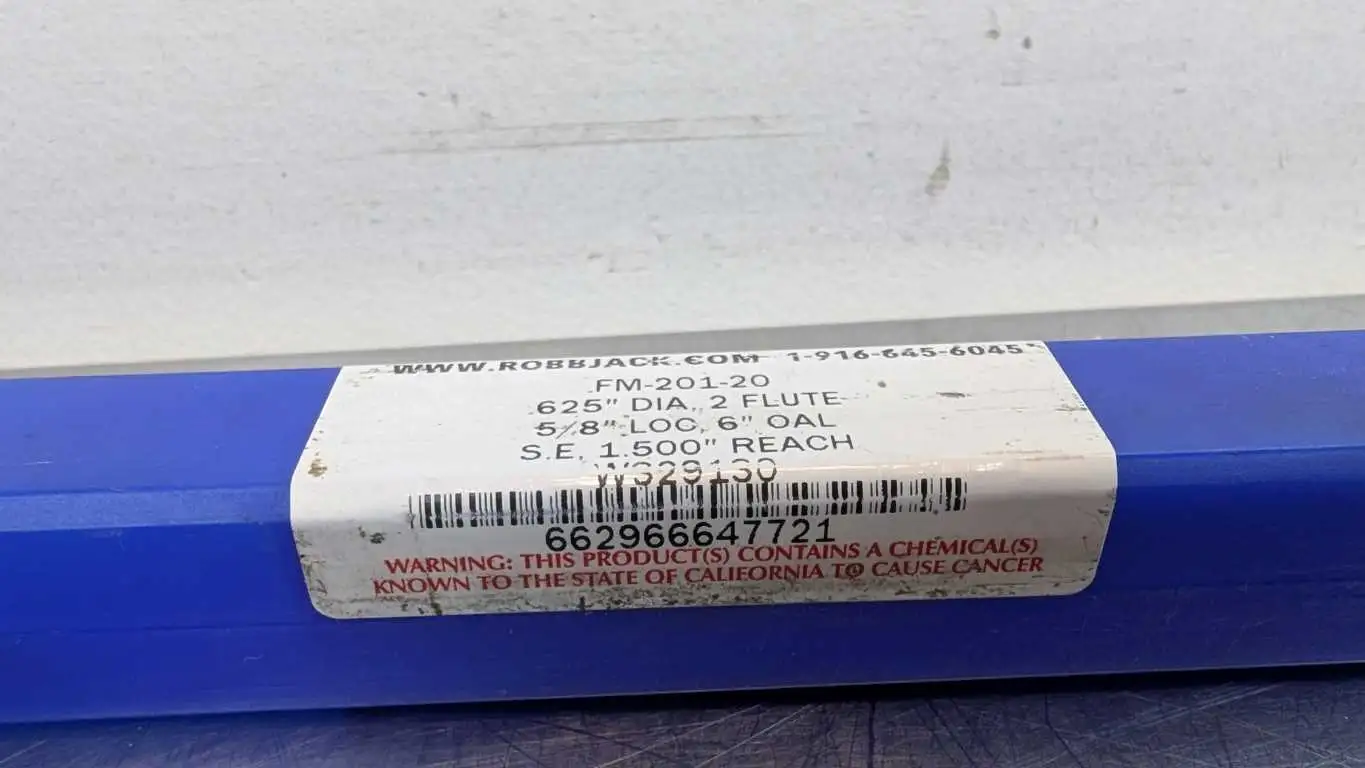 WWW.ROBBJACK.COM 1-916-645-6045
FM-201-20
.625" DIA, 2 FLUTE
5/8" LOC, 6" OAL
S.E, 1.500" REACH
W329130
662966647721
WARNING: THIS PRODUCT(S) CONTAINS A CHEMICAL(S)
KNOWN TO THE STATE OF CALIFORNIA TO CAUSE CANCER